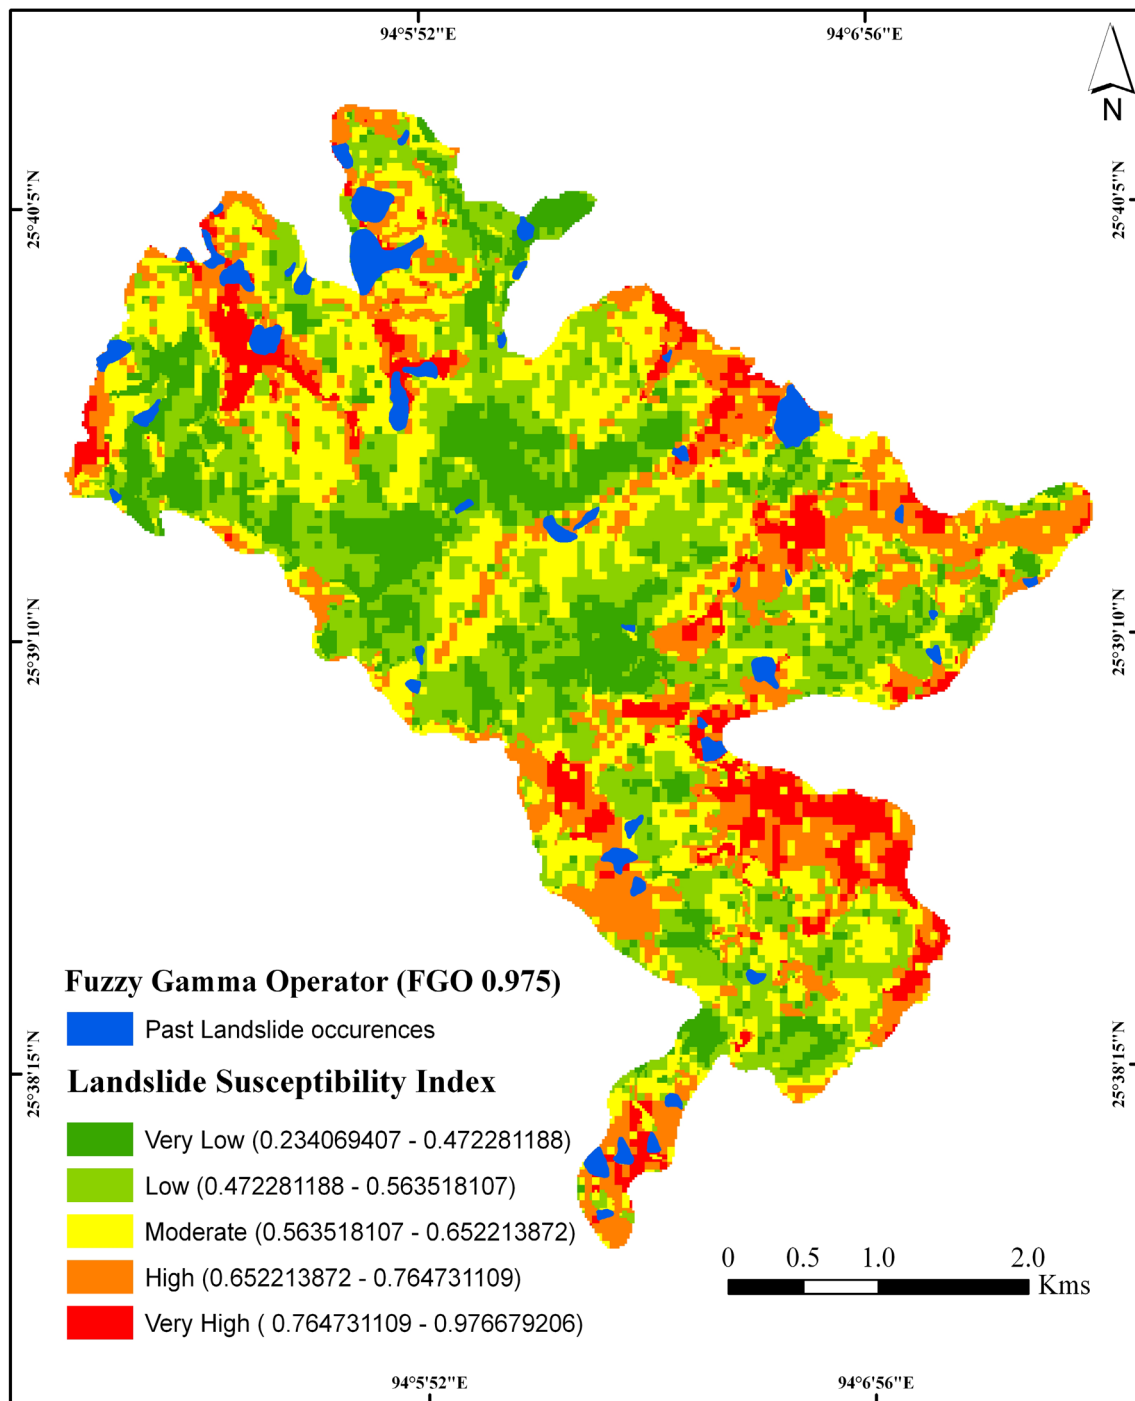 94°5'52"E
94°6'56"E
N
25°40'5"N
25°40'5"N
25°39'10"N
25°39'10"N
25°38'15"N
25°38'15"N
Fuzzy Gamma Operator (FGO 0.975)
Past Landslide occurences
Landslide Susceptibility Index
Very Low (0.234069407 - 0.472281188)
Low (0.472281188 - 0.563518107)
Moderate (0.563518107 - 0.652213872)
High (0.652213872 - 0.764731109)
Very High ( 0.764731109 - 0.976679206)
0 0.5 1.0 2.0
Kms
94°5'52"E
94°6'56"E